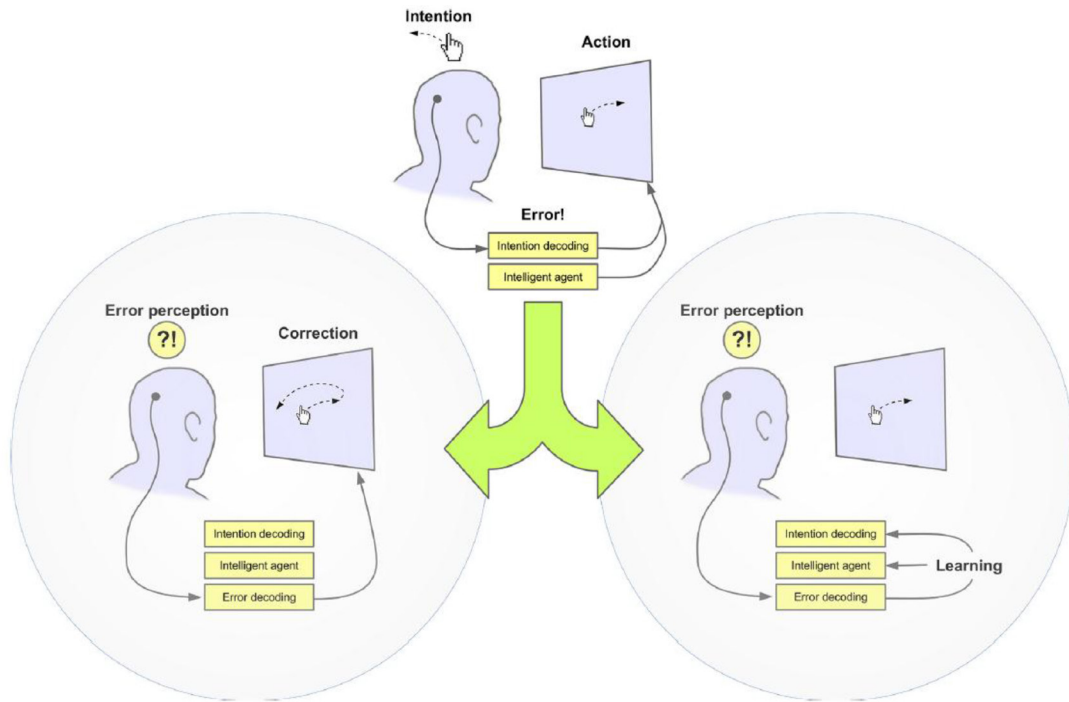 Intention
Action
Error!
Intention decoding
Intelligent agent
Error perception
?!
Correction
Intention decoding
Intelligent agent
Error decoding
Error perception
?!
Intention decoding
Intelligent agent
Learning
Error decoding